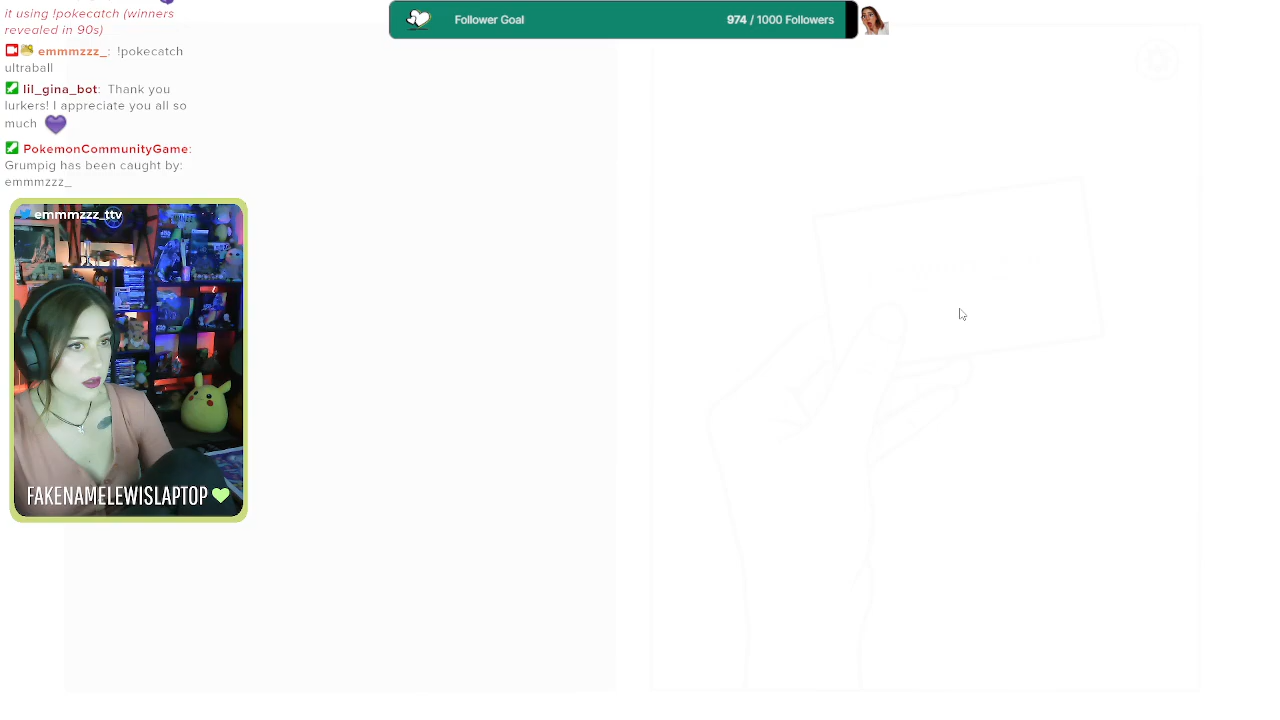 it using !pokecatch (winners
revealed in 90s)
emmmzzz_: !pokecatch
ultraball
lil_gina_bot: Thank you
lurkers! I appreciate you all so
much
PokemonCommunityGame:
Grumpig has been caught by:
emmmzzz_
Follower Goal 974 / 1000 Followers
emmmzzz_ttv
FAKENAMELEWISLAPTOP